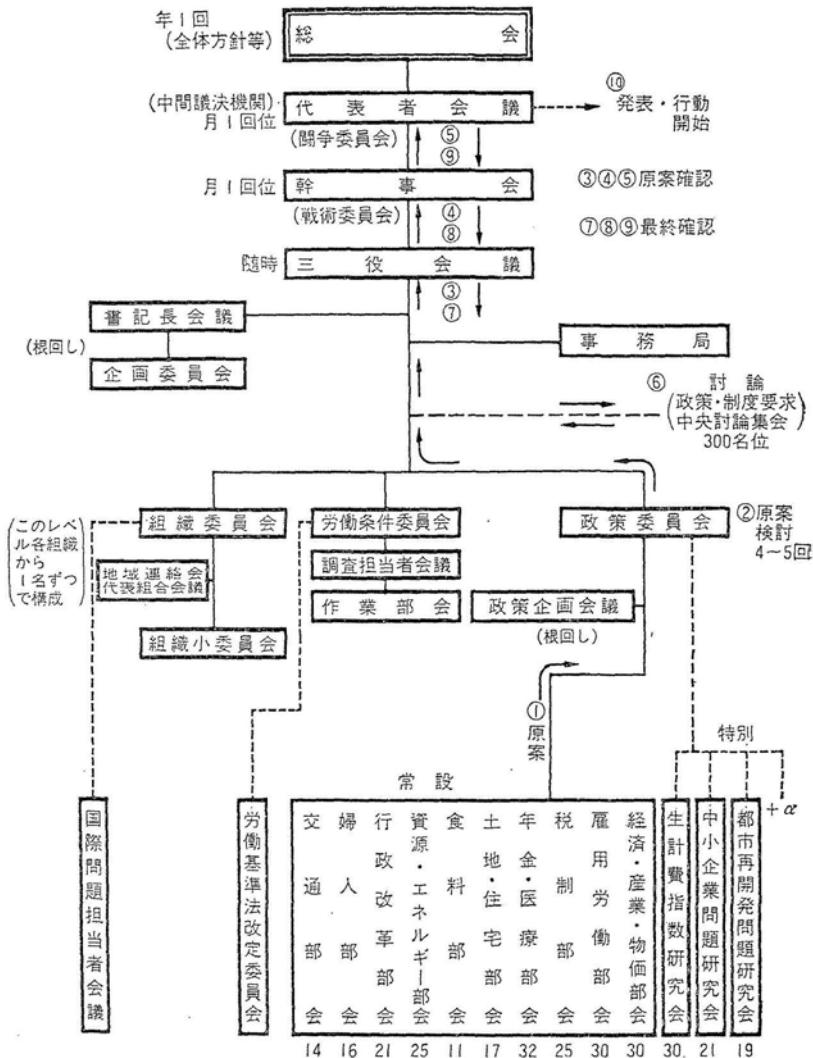 年1回
(全体方針等)
総会
(中間議決機関)
月1回位
代表者会議
⑩
発表・行動
開始
(闘争委員会)
⑤
⑨
月1回位
幹事会
③④⑤原案確認
(戦術委員会)
④
⑧
⑦⑧⑨最終確認
随時
三役会議
③
⑦
書記長会議
(根回し)
企画委員会
事務局
⑥ 討論
(政策・制度要求
中央討論集会)
300名位
(このレベ
ル各組織
から
1名ずつ
で構成)
組織委員会
労働条件委員会
政策委員会
②原案
検討
4~5回
地域連絡会
代表組合会議
調査担当者会議
作業部会
政策企画会議
(根回し)
組織小委員会
①原案
特別
常設
+α
国際問題担当者会議
労働基準法改定委員会
交通部会
婦人部会
行政改革部会
資源・エネルギー部会
食料部会
土地・住宅部会
年金・医療部会
税制部会
雇用労働部会
経済・産業・物価部会
生計費指数研究会
中小企業問題研究会
都市再開発問題研究会
14 16 21 25 11 17 32 25 30 30 30 21 19